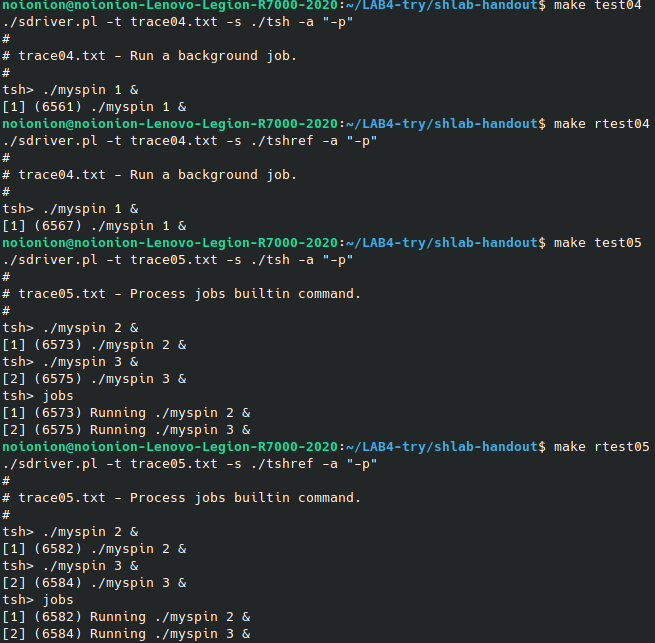 noionion@noionion-Lenovo-Legion-R7000-2020:~/LAB4-try/shlab-handout$ make test04
./sdriver.pl -t trace04.txt -s ./tsh -a "-p"
#
# trace04.txt - Run a background job.
#
tsh> ./myspin 1 &
[1] (6561) ./myspin 1 &
noionion@noionion-Lenovo-Legion-R7000-2020:~/LAB4-try/shlab-handout$ make rtest04
./sdriver.pl -t trace04.txt -s ./tshref -a "-p"
#
# trace04.txt - Run a background job.
#
tsh> ./myspin 1 &
[1] (6567) ./myspin 1 &
noionion@noionion-Lenovo-Legion-R7000-2020:~/LAB4-try/shlab-handout$ make test05
./sdriver.pl -t trace05.txt -s ./tsh -a "-p"
#
# trace05.txt - Process jobs builtin command.
#
tsh> ./myspin 2 &
[1] (6573) ./myspin 2 &
tsh> ./myspin 3 &
[2] (6575) ./myspin 3 &
tsh> jobs
[1] (6573) Running ./myspin 2 &
[2] (6575) Running ./myspin 3 &
noionion@noionion-Lenovo-Legion-R7000-2020:~/LAB4-try/shlab-handout$ make rtest05
./sdriver.pl -t trace05.txt -s ./tshref -a "-p"
#
# trace05.txt - Process jobs builtin command.
#
tsh> ./myspin 2 &
[1] (6582) ./myspin 2 &
tsh> ./myspin 3 &
[2] (6584) ./myspin 3 &
tsh> jobs
[1] (6582) Running ./myspin 2 &
[2] (6584) Running ./myspin 3 &